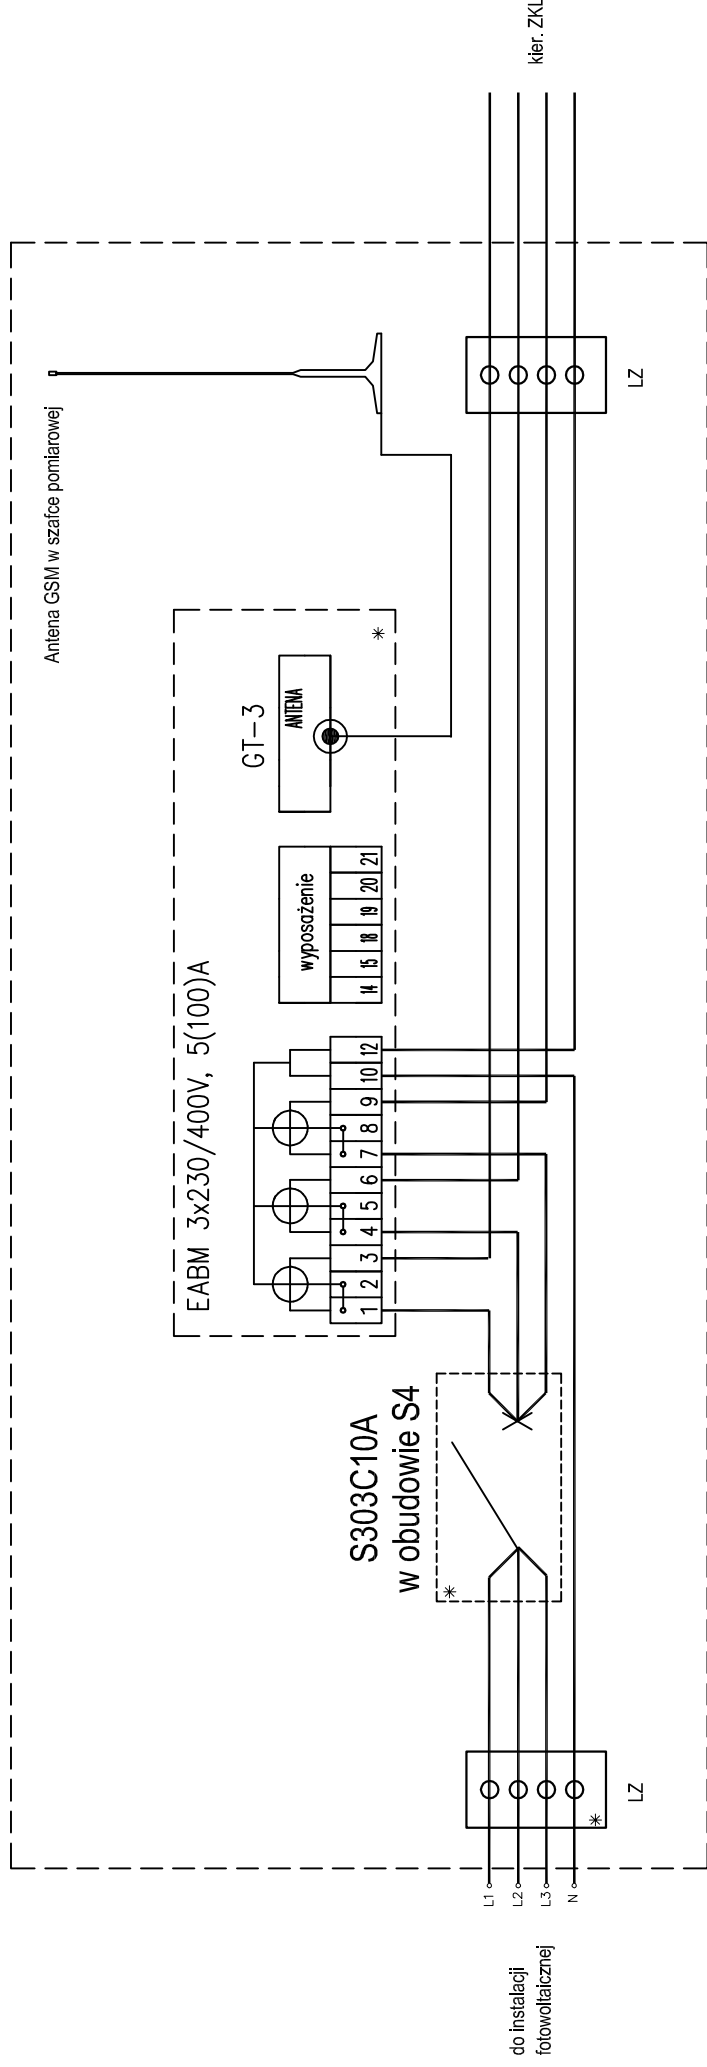 kier. ZKL
Antena GSM w szafce pomiarowej
LZ
GT-3
ANTENA
*
wyposażenie
14 15 18 19 20 21
EABM 3x230/400V, 5(100)A
1 2 3 4 5 6 7 8 9 10 12
S303C10A
w obudowie S4
*
LZ
*
L1
L2
L3
N
do instalacji
fotowoltaicznej